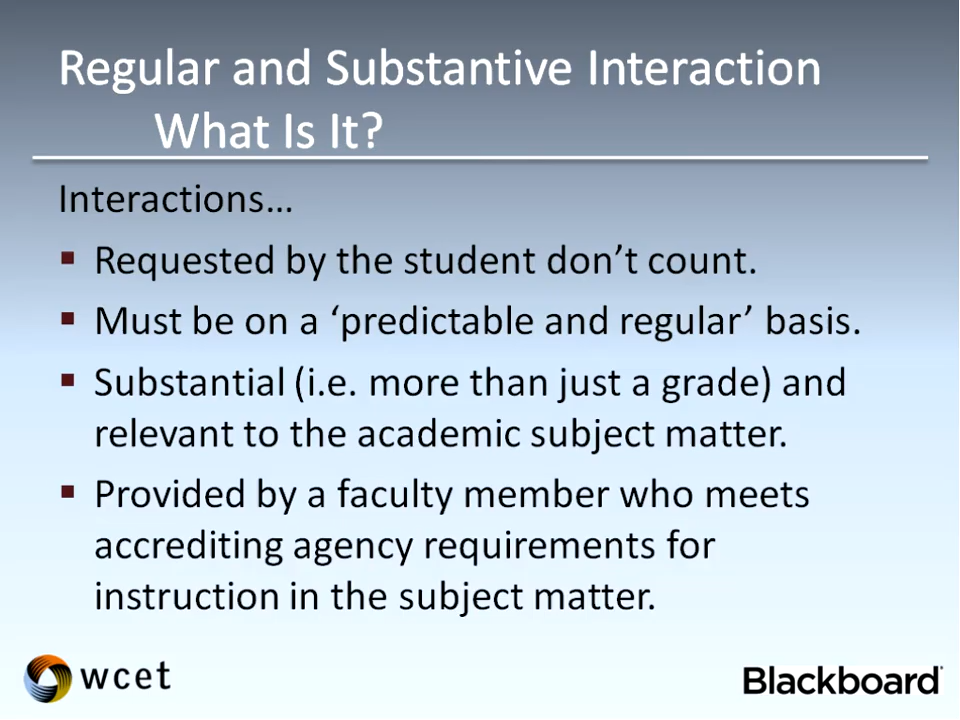 Regular and Substantive Interaction
What Is It?
Interactions…
▪ Requested by the student don’t count.
▪ Must be on a ‘predictable and regular’ basis.
▪ Substantial (i.e. more than just a grade) and
relevant to the academic subject matter.
▪ Provided by a faculty member who meets
accrediting agency requirements for
instruction in the subject matter.
wcet
Blackboard